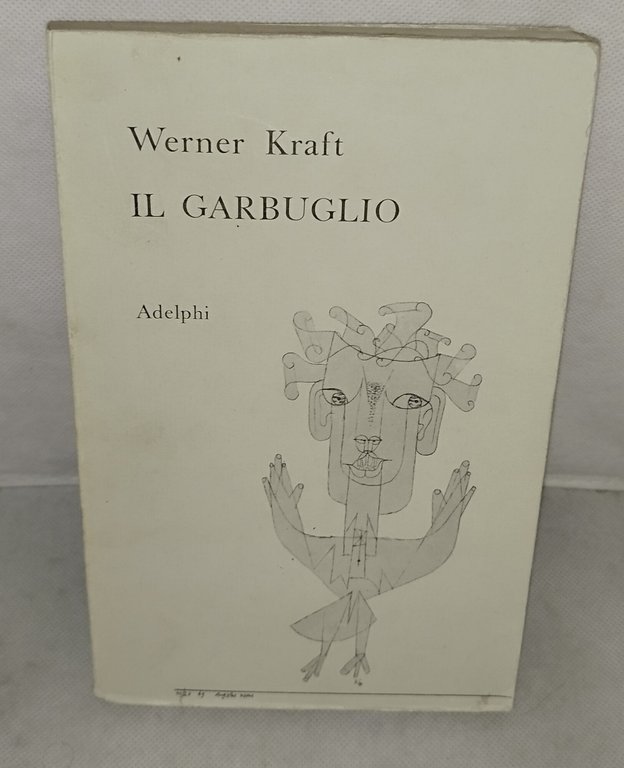 Werner Kraft
IL GARBUGLIO
Adelphi